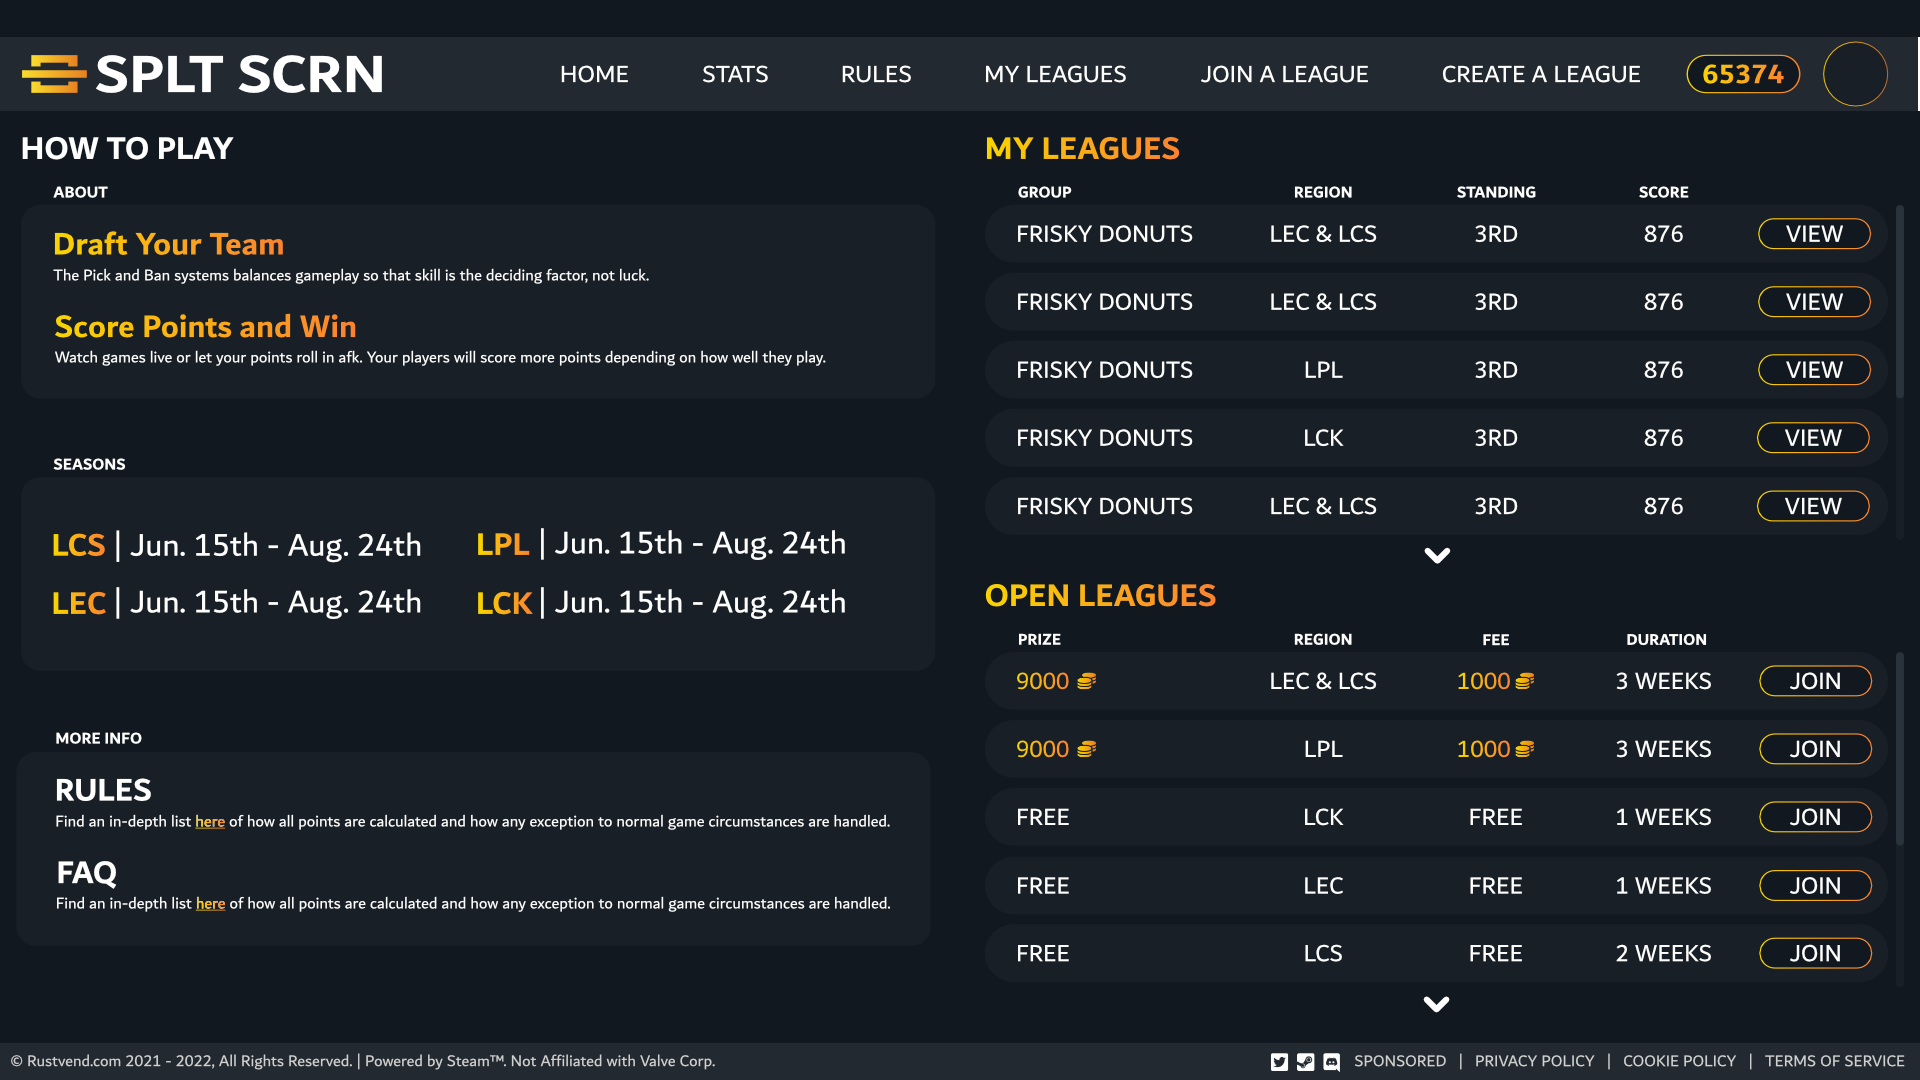 SPLT SCRN
HOME STATS RULES MY LEAGUES JOIN A LEAGUE CREATE A LEAGUE 65374
HOW TO PLAY
ABOUT
Draft Your Team
The Pick and Ban systems balances gameplay so that skill is the deciding factor, not luck.
Score Points and Win
Watch games live or let your points roll in afk. Your players will score more points depending on how well they play.
SEASONS
LCS | Jun. 15th - Aug. 24th LPL | Jun. 15th - Aug. 24th
LEC | Jun. 15th - Aug. 24th LCK | Jun. 15th - Aug. 24th
MORE INFO
RULES
Find an in-depth list here of how all points are calculated and how any exception to normal game circumstances are handled.
FAQ
Find an in-depth list here of how all points are calculated and how any exception to normal game circumstances are handled.
MY LEAGUES
GROUP REGION STANDING SCORE
FRISKY DONUTS LEC & LCS 3RD 876 VIEW
FRISKY DONUTS LEC & LCS 3RD 876 VIEW
FRISKY DONUTS LPL 3RD 876 VIEW
FRISKY DONUTS LCK 3RD 876 VIEW
FRISKY DONUTS LEC & LCS 3RD 876 VIEW
OPEN LEAGUES
PRIZE REGION FEE DURATION
9000 LEC & LCS 1000 3 WEEKS JOIN
9000 LPL 1000 3 WEEKS JOIN
FREE LCK FREE 1 WEEKS JOIN
FREE LEC FREE 1 WEEKS JOIN
FREE LCS FREE 2 WEEKS JOIN
© Rustvend.com 2021 - 2022, All Rights Reserved. | Powered by Steam™. Not Affiliated with Valve Corp.
SPONSORED | PRIVACY POLICY | COOKIE POLICY | TERMS OF SERVICE